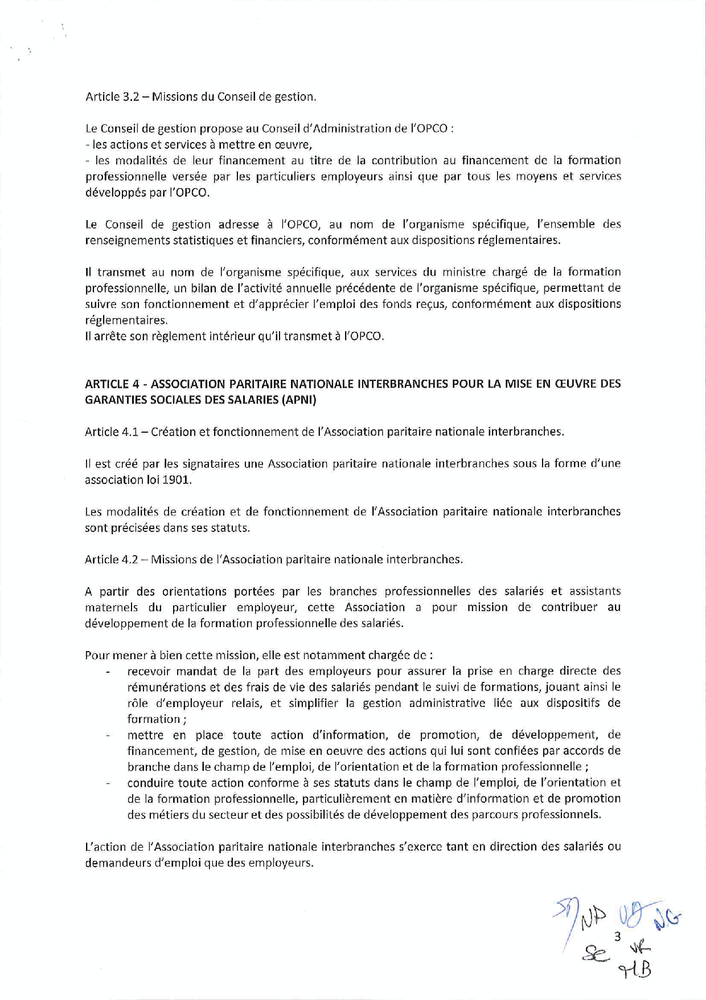 Article 3.2 – Missions du Conseil de gestion.
Le Conseil de gestion propose au Conseil d'Administration de l'OPCO :
- les actions et services à mettre en œuvre,
- les modalités de leur financement au titre de la contribution au financement de la formation
professionnelle versée par les particuliers employeurs ainsi que par tous les moyens et services
développés par l'OPCO.
Le Conseil de gestion adresse à l'OPCO, au nom de l'organisme spécifique, l'ensemble des
renseignements statistiques et financiers, conformément aux dispositions réglementaires.
Il transmet au nom de l'organisme spécifique, aux services du ministre chargé de la formation
professionnelle, un bilan de l'activité annuelle précédente de l'organisme spécifique, permettant de
suivre son fonctionnement et d'apprécier l'emploi des fonds reçus, conformément aux dispositions
réglementaires.
Il arrête son règlement intérieur qu'il transmet à l'OPCO.
ARTICLE 4 - ASSOCIATION PARITAIRE NATIONALE INTERBRANCHES POUR LA MISE EN ŒUVRE DES
GARANTIES SOCIALES DES SALARIES (APNI)
Article 4.1 – Création et fonctionnement de l'Association paritaire nationale interbranches.
Il est créé par les signataires une Association paritaire nationale interbranches sous la forme d'une
association loi 1901.
Les modalités de création et de fonctionnement de l'Association paritaire nationale interbranches
sont précisées dans ses statuts.
Article 4.2 – Missions de l'Association paritaire nationale interbranches.
A partir des orientations portées par les branches professionnelles des salariés et assistants
maternels du particulier employeur, cette Association a pour mission de contribuer au
développement de la formation professionnelle des salariés.
Pour mener à bien cette mission, elle est notamment chargée de :
- recevoir mandat de la part des employeurs pour assurer la prise en charge directe des
rémunérations et des frais de vie des salariés pendant le suivi de formations, jouant ainsi le
rôle d'employeur relais, et simplifier la gestion administrative liée aux dispositifs de
formation ;
- mettre en place toute action d'information, de promotion, de développement, de
financement, de gestion, de mise en oeuvre des actions qui lui sont confiées par accords de
branche dans le champ de l'emploi, de l'orientation et de la formation professionnelle ;
- conduire toute action conforme à ses statuts dans le champ de l'emploi, de l'orientation et
de la formation professionnelle, particulièrement en matière d'information et de promotion
des métiers du secteur et des possibilités de développement des parcours professionnels.
L'action de l'Association paritaire nationale interbranches s'exerce tant en direction des salariés ou
demandeurs d'emploi que des employeurs.
NP NG
3
SC
HB